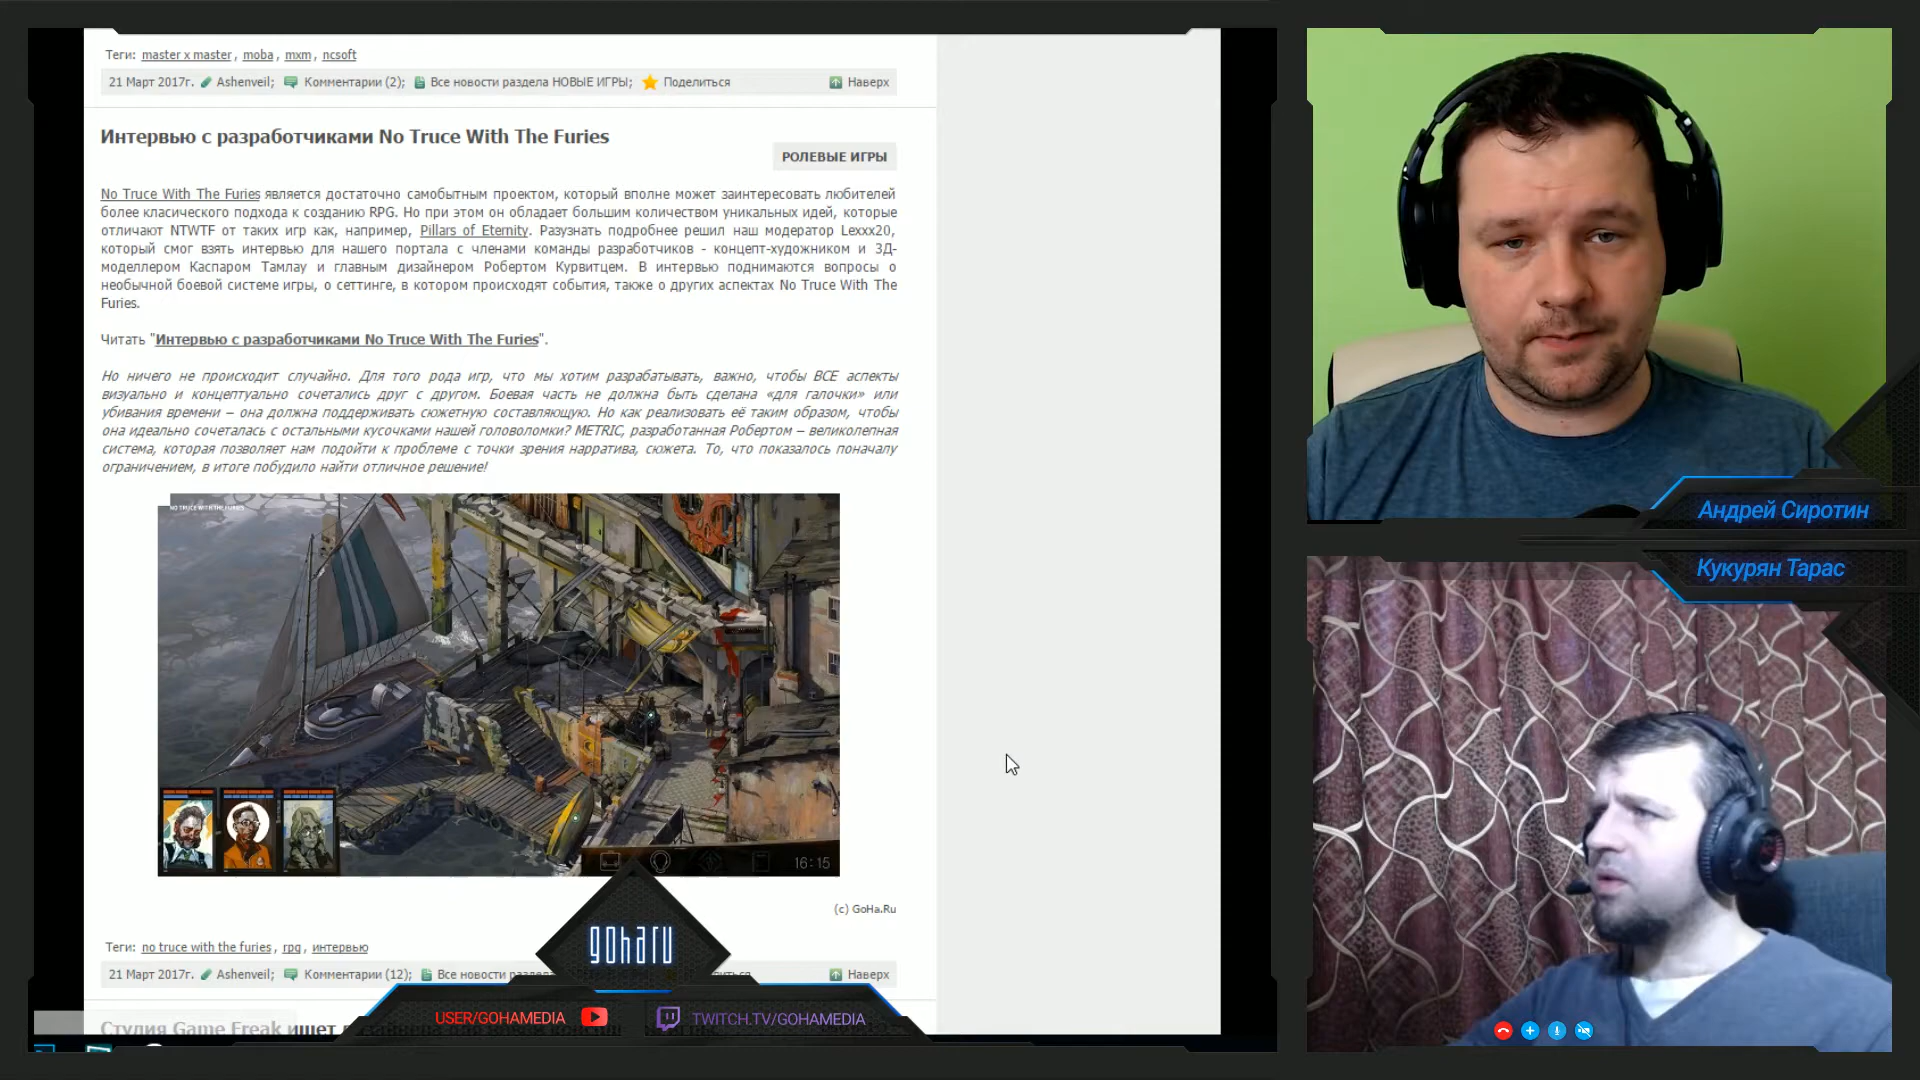 Теги: master x master , moba , mxm , ncsoft
21 Март 2017г. Ashenveil; Комментарии (2); Все новости раздела НОВЫЕ ИГРЫ; Поделиться Наверх
Интервью с разработчиками No Truce With The Furies
РОЛЕВЫЕ ИГРЫ
No Truce With The Furies является достаточно самобытным проектом, который вполне может заинтересовать любителей
более класического подхода к созданию RPG. Но при этом он обладает большим количеством уникальных идей, которые
отличают NTWTF от таких игр как, например, Pillars of Eternity. Разузнать подробнее решил наш модератор Lexxx20,
который смог взять интервью для нашего портала с членами команды разработчиков - концепт-художником и 3Д-
моделлером Каспаром Тамлау и главным дизайнером Робертом Курвитцем. В интервью поднимаются вопросы о
необычной боевой системе игры, о сеттинге, в котором происходят события, также о других аспектах No Truce With The
Furies.
Читать "Интервью с разработчиками No Truce With The Furies".
Но ничего не происходит случайно. Для того рода игр, что мы хотим разрабатывать, важно, чтобы ВСЕ аспекты
визуально и концептуально сочетались друг с другом. Боевая часть не должна быть сделана «для галочки» или
убивания времени – она должна поддерживать сюжетную составляющую. Но как реализовать её таким образом, чтобы
она идеально сочеталась с остальными кусочками нашей головоломки? METRIC, разработанная Робертом – великолепная
система, которая позволяет нам подойти к проблеме с точки зрения нарратива, сюжета. То, что показалось поначалу
ограничением, в итоге побудило найти отличное решение!
NO TRUCE WITH THE FURIES
16:15
(c) GoHa.Ru
Теги: no truce with the furies , rpg , интервью
21 Март 2017г. Ashenveil; Комментарии (12); Все новости Наверх
Студия Game Freak ищет
goharu
USER/GOHAMEDIA
TWITCH.TV/GOHAMEDIA
Андрей Сиротин
Кукурян Тарас